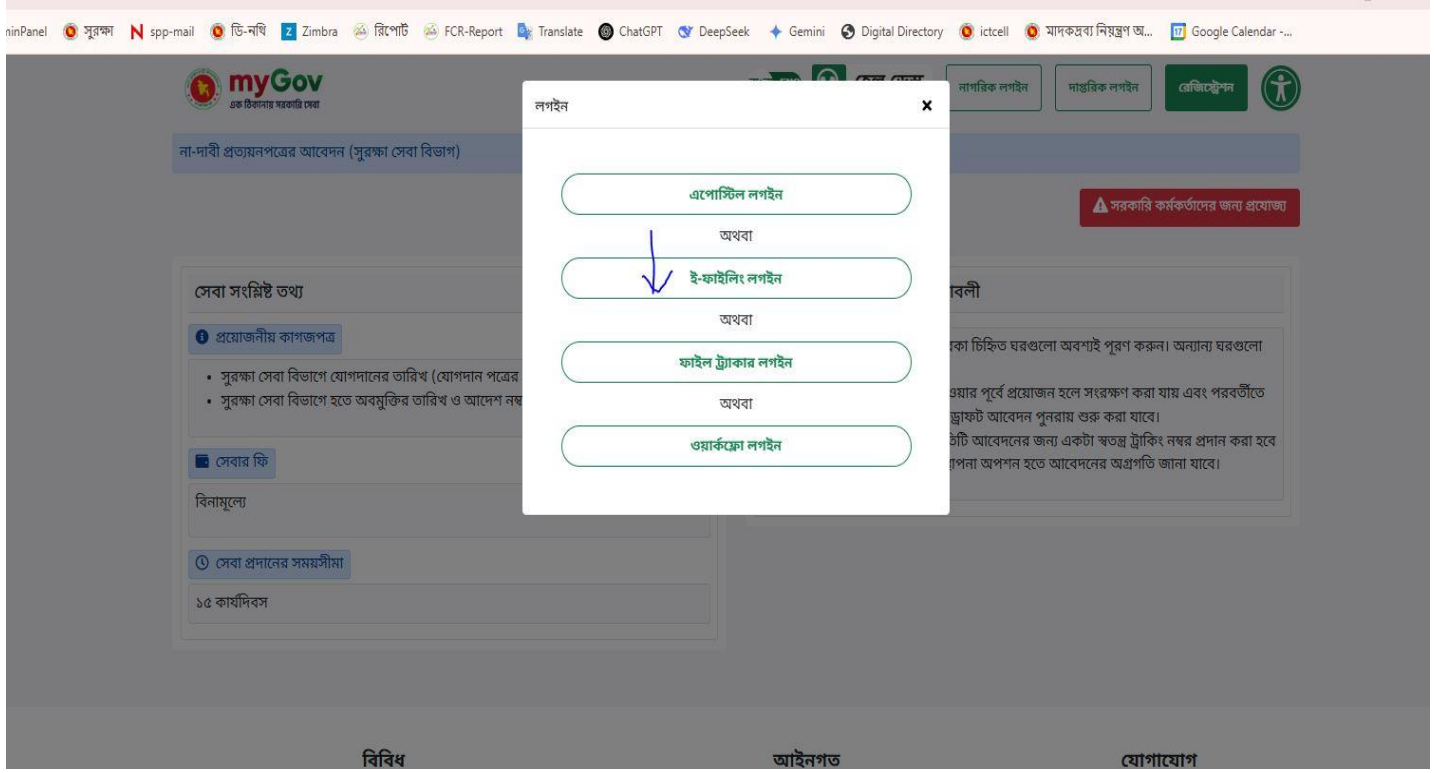 minPanel সুরক্ষা N spp-mail ডি-নথি Z Zimbra রিপোর্ট FCR-Report Translate ChatGPT DeepSeek Gemini Digital Directory ictcell মাদকদ্রব্য নিয়ন্ত্রণ অ... 17 Google Calendar -...
myGov
এক ঠিকানায় সরকারি সেবা
নাগরিক লগইন
দাপ্তরিক লগইন
রেজিস্ট্রেশন
লগইন ×
না-দাবী প্রত্যয়নপত্রের আবেদন (সুরক্ষা সেবা বিভাগ)
এপোস্টিল লগইন
সরকারি কর্মকর্তাদের জন্য প্রযোজ্য
অথবা
ই-ফাইলিং লগইন
অথবা
ফাইল ট্র্যাকার লগইন
অথবা
ওয়ার্কফ্লো লগইন
সেবা সংশ্লিষ্ট তথ্য
প্রয়োজনীয় কাগজপত্র
• সুরক্ষা সেবা বিভাগে যোগদানের তারিখ (যোগদান পত্রের
• সুরক্ষা সেবা বিভাগ হতে অবমুক্তির তারিখ ও আদেশ নম্ব
সেবার ফি
বিনামূল্যে
সেবা প্রদানের সময়সীমা
১৫ কার্যদিবস
াবলী
কা চিহ্নিত ঘরগুলো অবশ্যই পূরণ করুন। অন্যান্য ঘরগুলো
ওয়ার পূর্বে প্রয়োজন হলে সংরক্ষণ করা যায় এবং পরবর্তীতে
ড্রাফট আবেদন পুনরায় শুরু করা যাবে।
তিটি আবেদনের জন্য একটা স্বতন্ত্র ট্রাকিং নম্বর প্রদান করা হবে
াপনা অপশন হতে আবেদনের অগ্রগতি জানা যাবে।
বিবিধ
আইনগত
যোগাযোগ